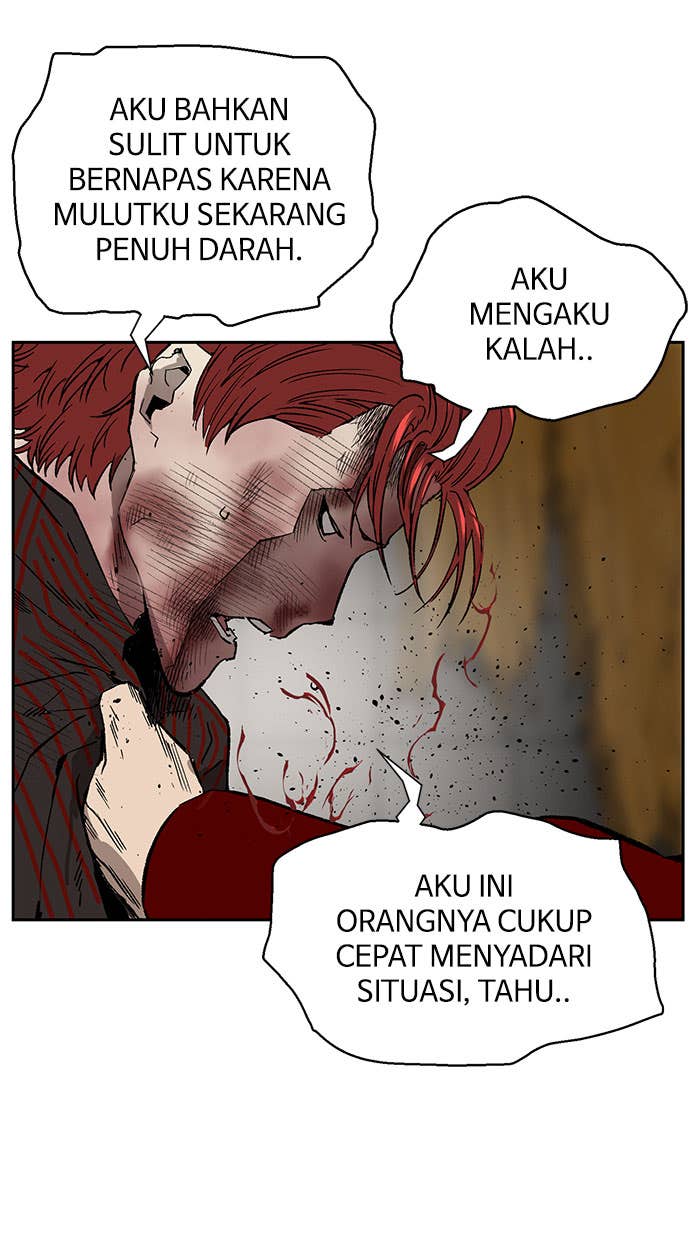 AKU BAHKAN
SULIT UNTUK
BERNAPAS KARENA
MULUTKU SEKARANG
PENUH DARAH.
AKU
MENGAKU
KALAH..
AKU INI
ORANGNYA CUKUP
CEPAT MENYADARI
SITUASI, TAHU..